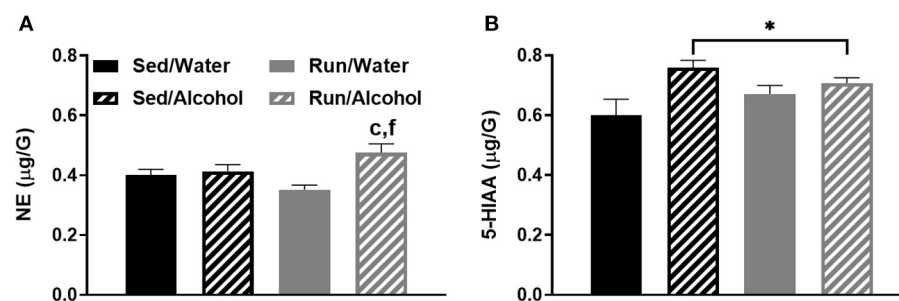 A
NE (µg/G)
0.8
0.6
0.4
0.2
0.0
Sed/Water
Run/Water
Sed/Alcohol
Run/Alcohol
c,f
B
5-HIAA (µg/G)
0.8
0.6
0.4
0.2
0.0
*